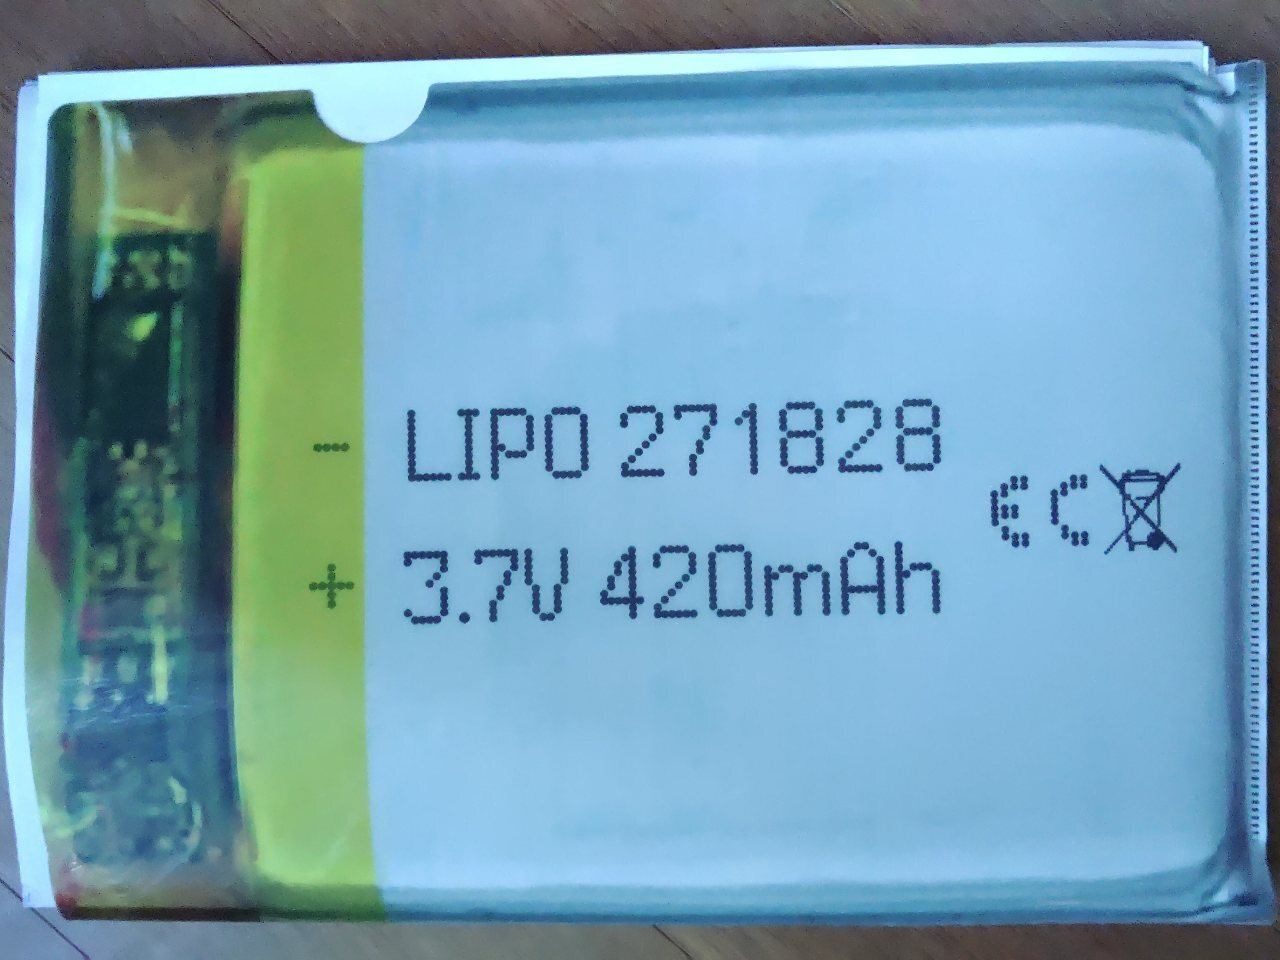 - LIPO 271828
+ 3.7V 420mAh
CE